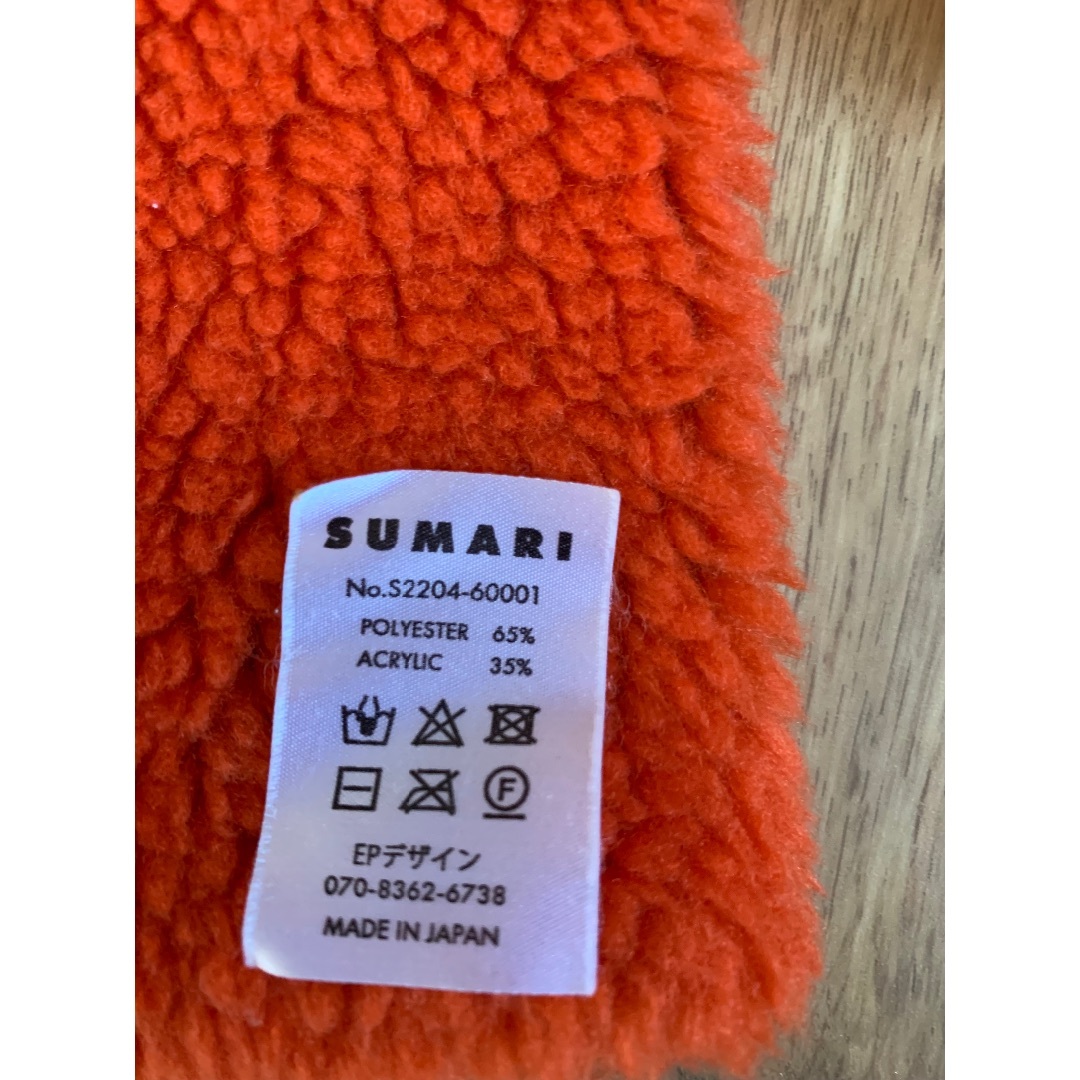 SUMARI
No.S2204-60001
POLYESTER 65%
ACRYLIC 35%
F
EPデザイン
070-8362-6738
MADE IN JAPAN